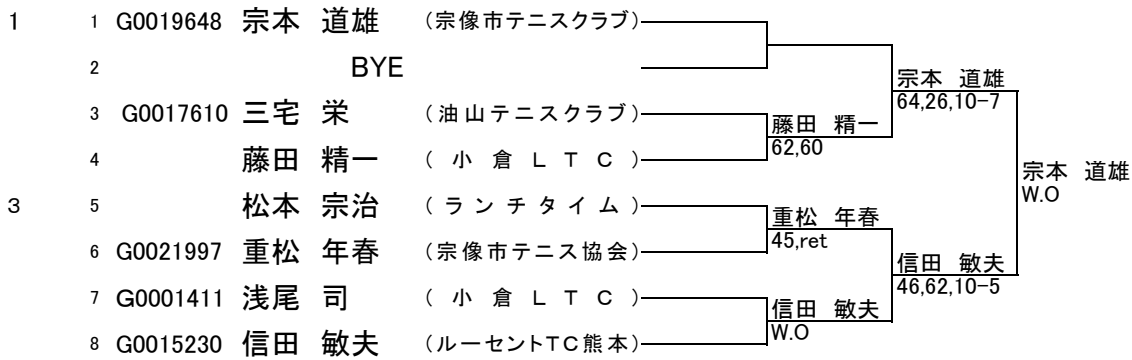 1 1 G0019648 宗本 道雄 (宗像市テニスクラブ)
2 BYE
宗本 道雄
64,26,10-7
3 G0017610 三宅 栄 (油山テニスクラブ)
藤田 精一
62,60
4 藤田 精一 (小倉LTC)
宗本 道雄
W.O
3 5 松本 宗治 (ランチタイム)
重松 年春
45,ret
6 G0021997 重松 年春 (宗像市テニス協会)
信田 敏夫
46,62,10-5
7 G0001411 浅尾 司 (小倉LTC)
信田 敏夫
W.O
8 G0015230 信田 敏夫 (ルーセントTC熊本)